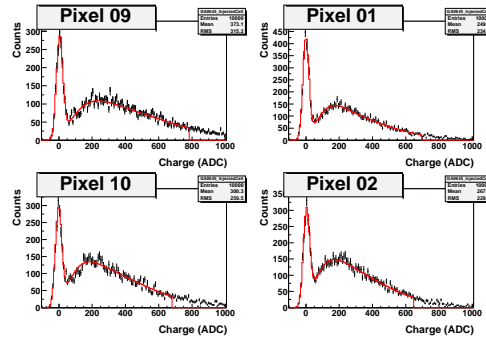 Pixel 09
GA0645_InjectedCell
Entries 10000
Mean 373.1
RMS 315.2
Counts
300
250
200
150
100
50
0
0 200 400 600 800 1000
Charge (ADC)
Pixel 01
Entries
Mean
RMS
Counts
450
400
350
300
250
200
150
100
50
0
0 200 400 600 800 1000
Charge (ADC)
Pixel 10
GA0645_InjectedCell
Entries 10000
Mean 300.3
RMS 259.5
Counts
300
250
200
150
100
50
0
0 200 400 600 800 1000
Charge (ADC)
Pixel 02
Entries
Mean
RMS
Counts
350
300
250
200
150
100
50
0
0 200 400 600 800 1000
Charge (ADC)